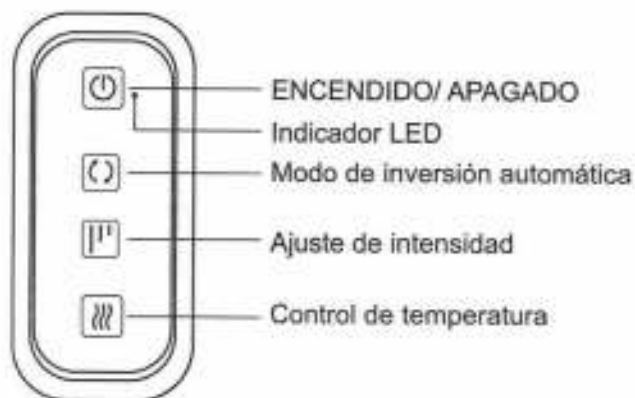 ENCENDIDO/ APAGADO
Indicador LED
Modo de inversión automática
Ajuste de intensidad
Control de temperatura